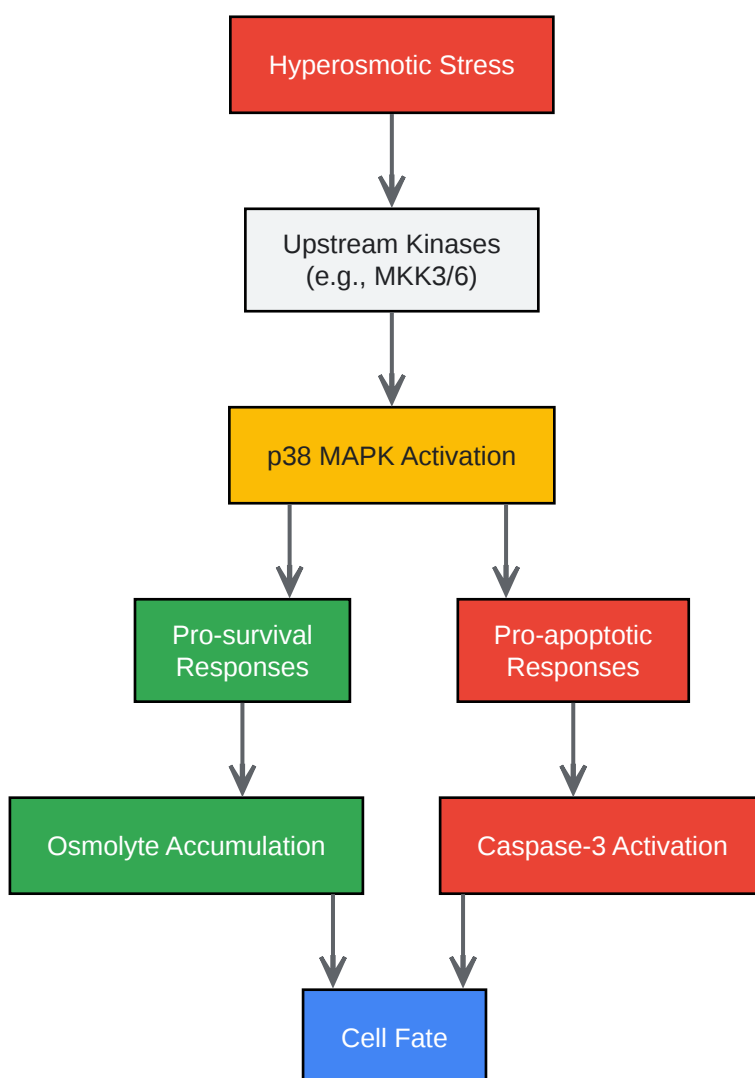 Hyperosmotic Stress
Upstream Kinases
(e.g., MKK3/6)
p38 MAPK Activation
Pro-survival
Responses
Pro-apoptotic
Responses
Osmolyte Accumulation
Caspase-3 Activation
Cell Fate